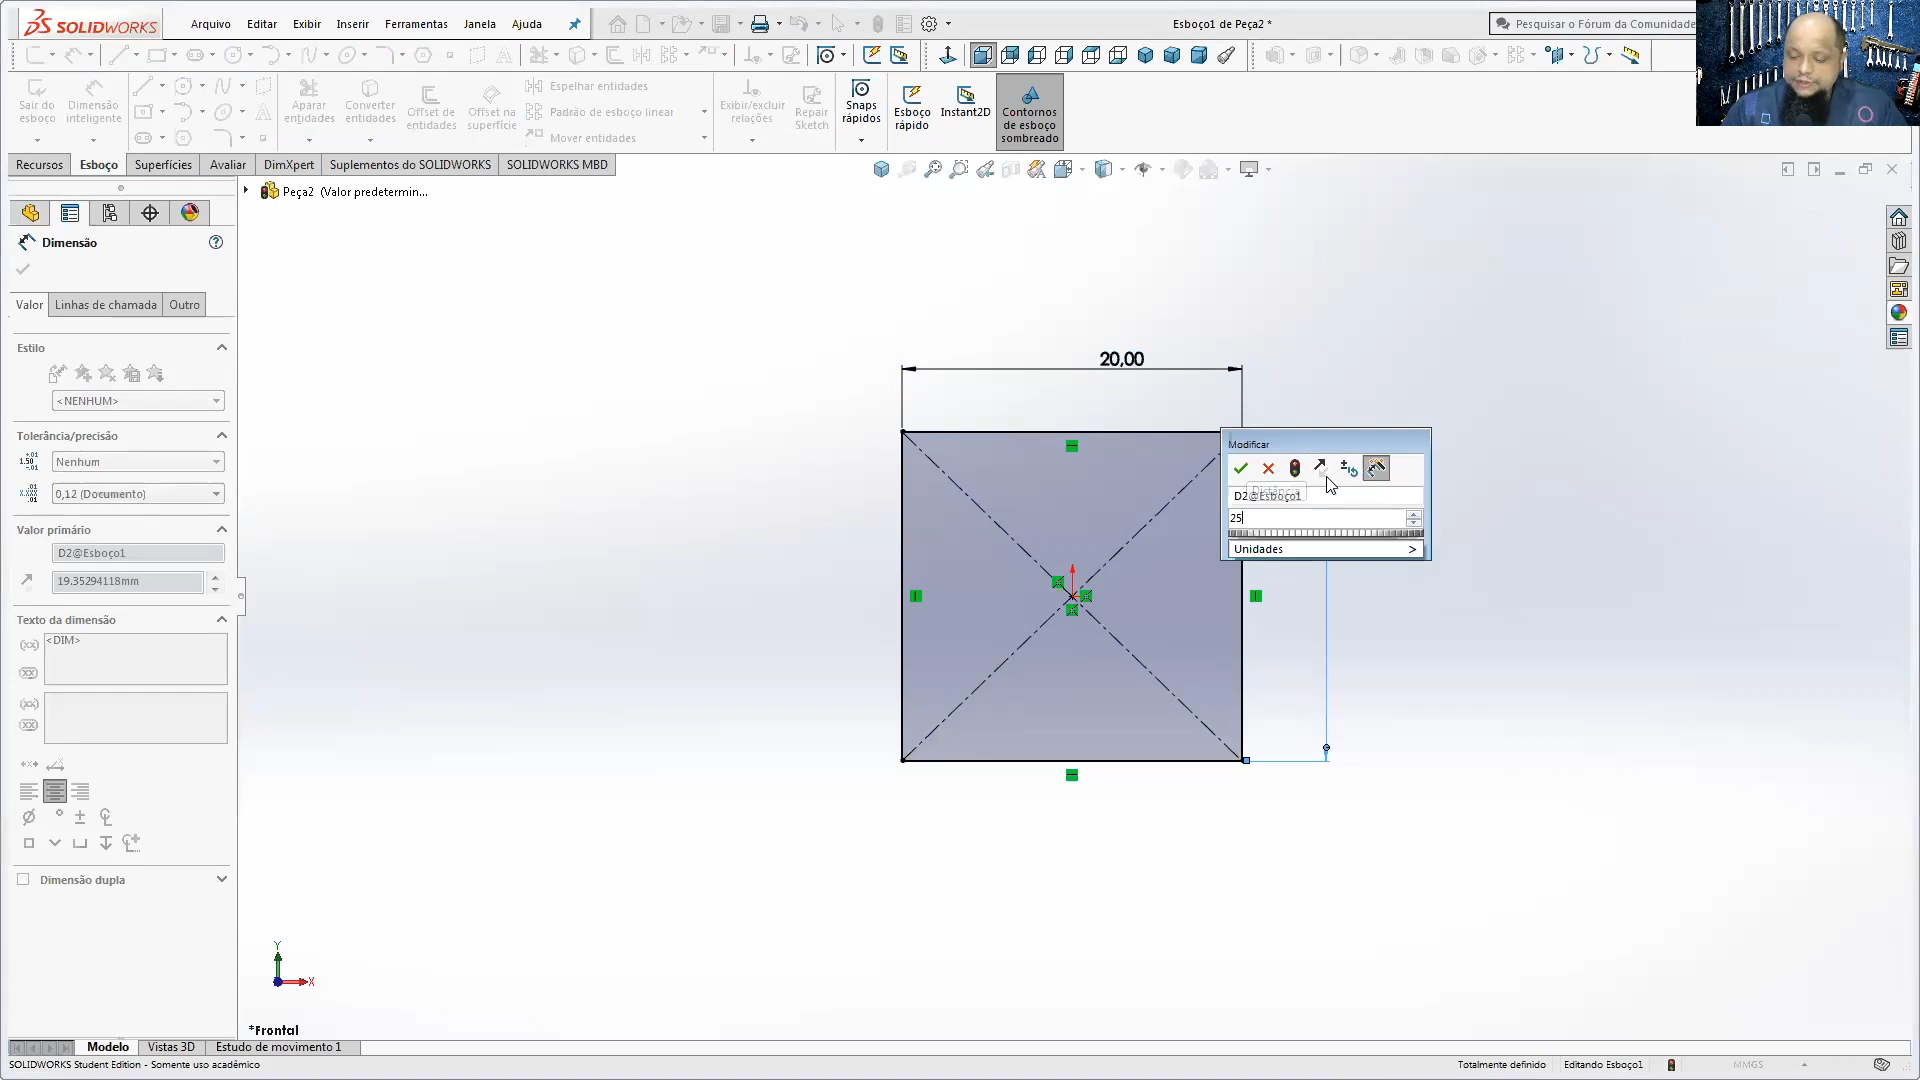 SOLIDWORKS
Arquivo Editar Exibir Inserir Ferramentas Janela Ajuda
Esboço1 de Peça2 *
Pesquisar o Fórum da Comunidade
Sair do esboço
Dimensão inteligente
Aparar entidades
Converter entidades
Offset de entidades
Offset na superfície
Espelhar entidades
Padrão de esboço linear
Mover entidades
Exibir/excluir relações
Repair Sketch
Snaps rápidos
Esboço rápido
Instant2D
Contornos de esboço sombreado
Recursos Esboço Superfícies Avaliar DimXpert Suplementos do SOLIDWORKS SOLIDWORKS MBD
Peça2 (Valor predetermin...
Dimensão
Valor Linhas de chamada Outro
Estilo
<NENHUM>
Tolerância/precisão
Nenhum
0,12 (Documento)
Valor primário
D2@Esboço1
19.35294118mm
Texto da dimensão
<DIM>
Dimensão dupla
20,00
Modificar
D2@Esboço1
25
Unidades >
Y
X
*Frontal
Modelo Vistas 3D Estudo de movimento 1
SOLIDWORKS Student Edition - Somente uso acadêmico
Totalmente definido Editando Esboço1 MMGS